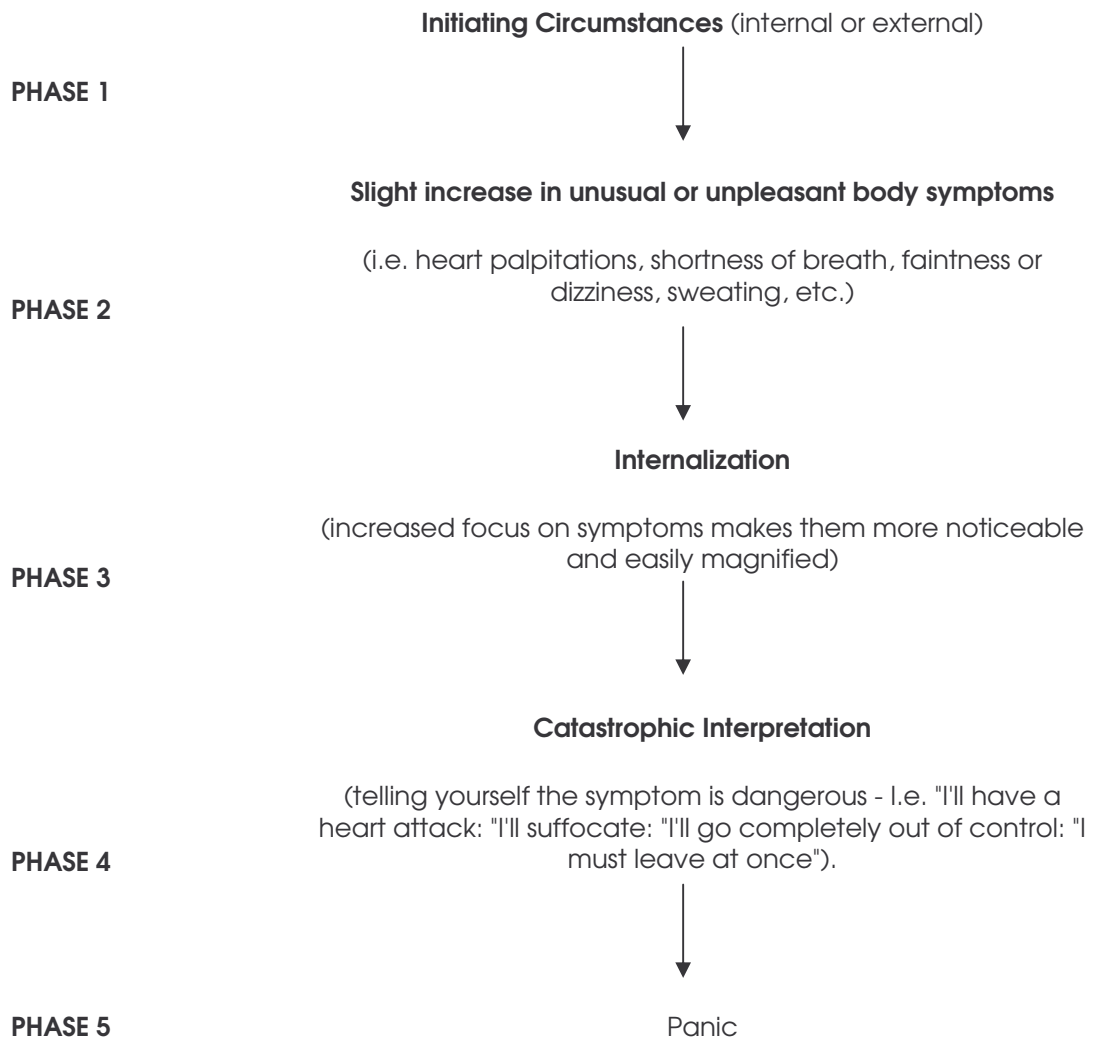 Initiating Circumstances (internal or external)
PHASE 1
Slight increase in unusual or unpleasant body symptoms
(i.e. heart palpitations, shortness of breath, faintness or
dizziness, sweating, etc.)
PHASE 2
Internalization
(increased focus on symptoms makes them more noticeable
and easily magnified)
PHASE 3
Catastrophic Interpretation
(telling yourself the symptom is dangerous - I.e. "I'll have a
heart attack: "I'll suffocate: "I'll go completely out of control: "I
must leave at once").
PHASE 4
PHASE 5 Panic